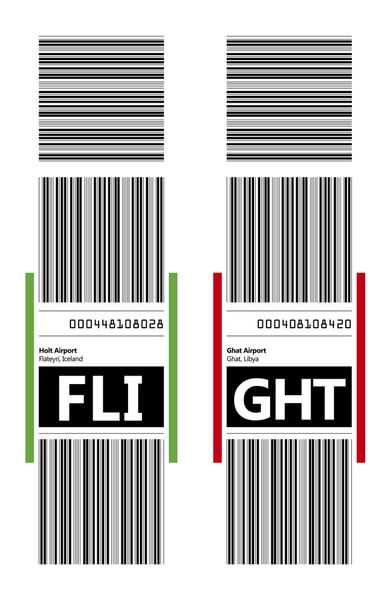 000448108028
Holt Airport
Flateyri, Iceland
FLI
000408108420
Ghat Airport
Ghat, Libya
GHT